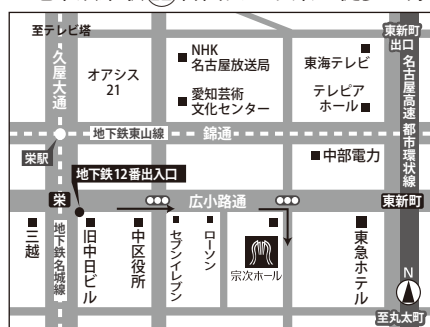 至テレビ塔
久屋大通
オアシス
21
NHK
名古屋放送局
愛知芸術
文化センター
東海テレビ
テレピア
ホール
東新町
出口
名古屋高速 都市環状線
地下鉄東山線
錦通
栄駅
中部電力
地下鉄12番出入口
栄
広小路通
東新町
三越
地下鉄名城線
旧中日ビル
中区役所
セブンイレブン
ローソン
宗次ホール
東急ホテル
N
至丸太町